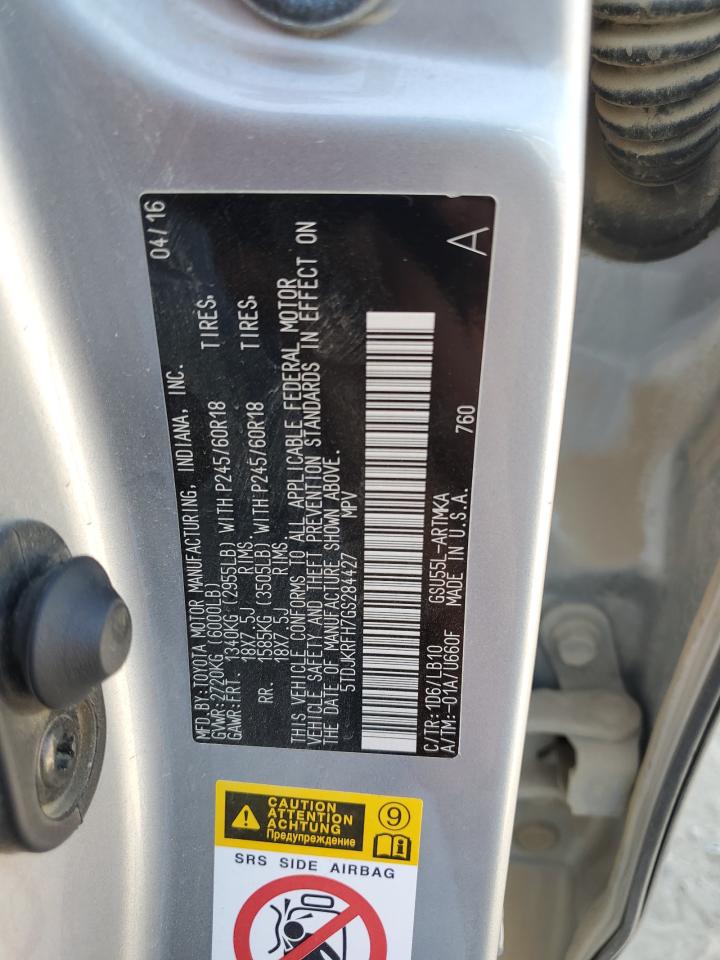 MFD. BY: TOYOTA MOTOR MANUFACTURING, INDIANA, INC. 04/16
GVWR: 2720KG (6000LB)
GAWR: FRT. 1340KG (2955LB) WITH P245/60R18 TIRES,
18X7.5J RIMS.
RR. 1585KG (3505LB) WITH P245/60R18 TIRES,
18X7.5J RIMS
THIS VEHICLE CONFORMS TO ALL APPLICABLE FEDERAL MOTOR
VEHICLE SAFETY AND THEFT PREVENTION STANDARDS IN EFFECT ON
THE DATE OF MANUFACTURE SHOWN ABOVE.
5TDJKRFH7GS284427 MPV
C/TR: 1D6/LB10 GSU55L-ARTMKA
A/TM: -01A/U660F MADE IN U.S.A. 760 A
CAUTION
ATTENTION
ACHTUNG
Предупреждение
9
SRS SIDE AIRBAG